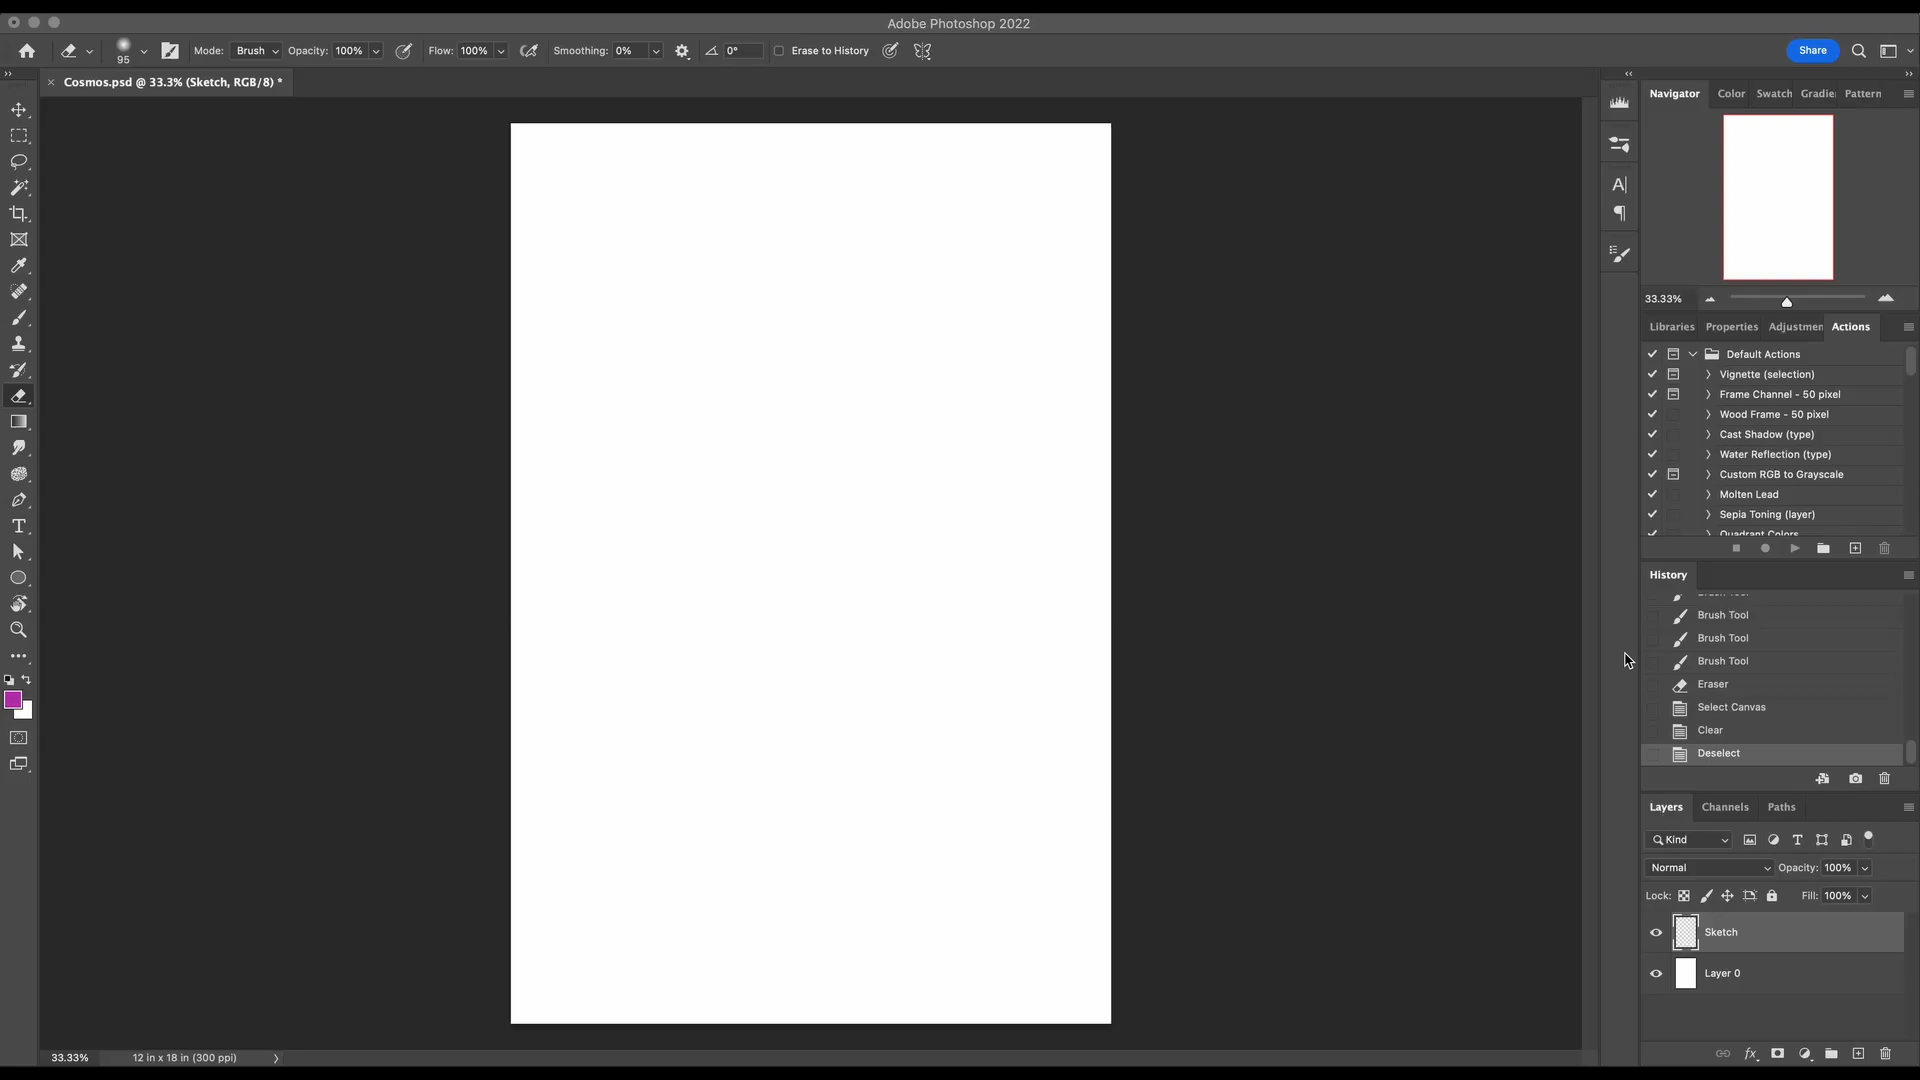 Adobe Photoshop 2022
95
Mode: Brush Opacity: 100% Flow: 100% Smoothing: 0% 0° Erase to History Share
Cosmos.psd @ 33.3% (Sketch, RGB/8) *
Navigator Color Swatch Gradie Pattern
33.33%
Libraries Properties Adjustmen Actions
Default Actions
Vignette (selection)
Frame Channel - 50 pixel
Wood Frame - 50 pixel
Cast Shadow (type)
Water Reflection (type)
Custom RGB to Grayscale
Molten Lead
Sepia Toning (layer)
Quadrant Colors
History
Brush Tool
Brush Tool
Brush Tool
Brush Tool
Eraser
Select Canvas
Clear
Deselect
Layers Channels Paths
Kind
Normal Opacity: 100%
Lock: Fill: 100%
Sketch
Layer 0
fx
33.33% 12 in x 18 in (300 ppi)